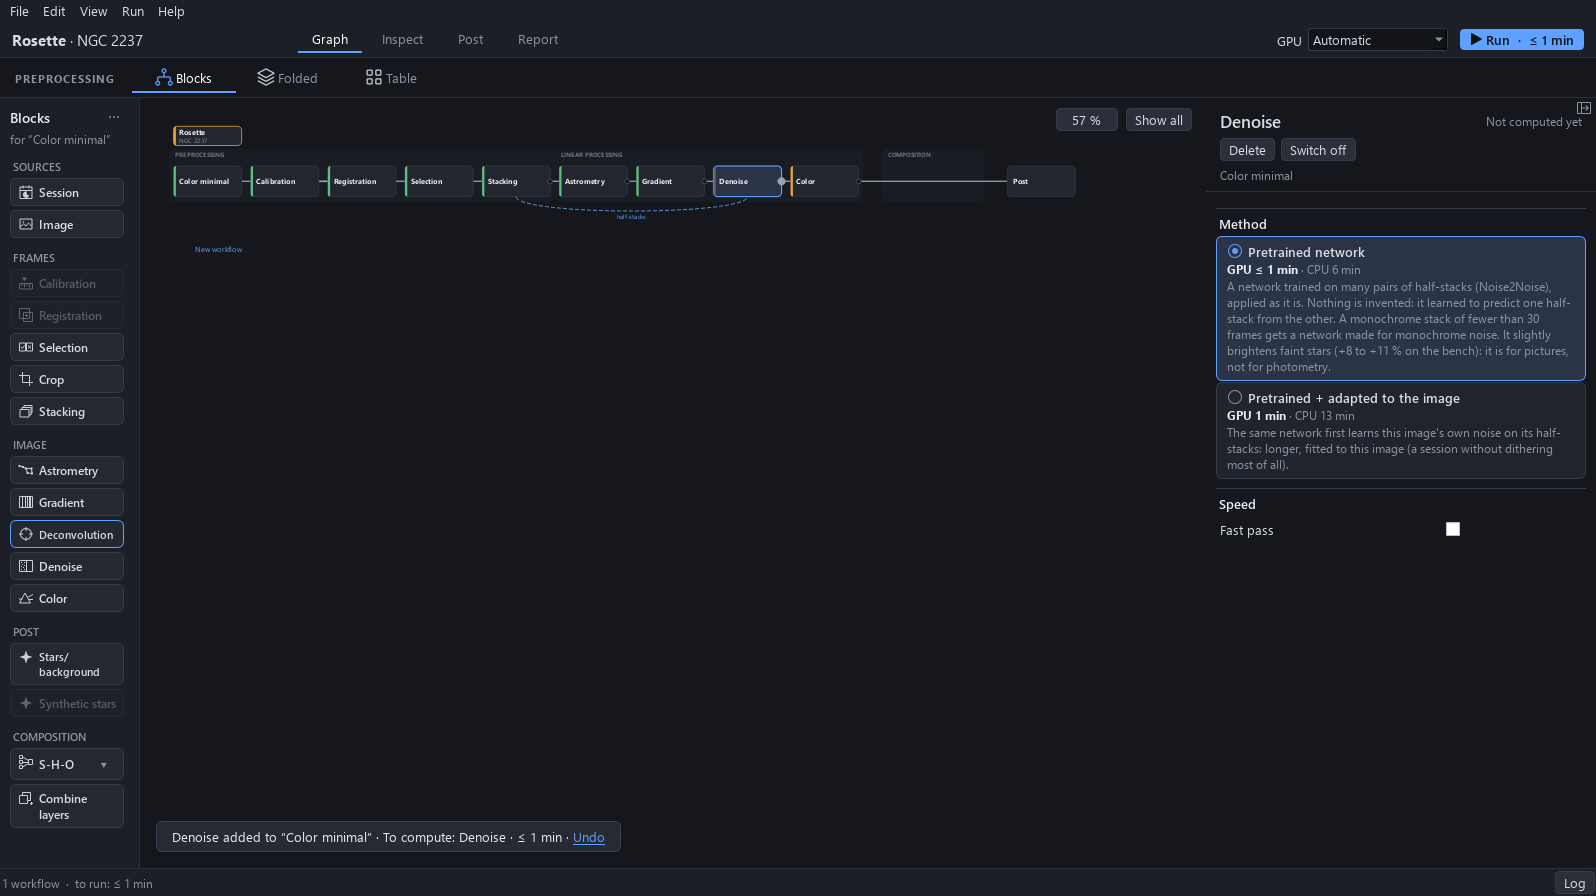 File Edit View Run Help
Rosette · NGC 2237
Graph Inspect Post Report
GPU Automatic
Run · ≤ 1 min
PREPROCESSING
Blocks Folded Table
Blocks ···
for “Color minimal”
SOURCES
Session
Image
FRAMES
Calibration
Registration
Selection
Crop
Stacking
IMAGE
Astrometry
Gradient
Deconvolution
Denoise
Color
POST
Stars/
background
Synthetic stars
COMPOSITION
S-H-O
Combine
layers
57 % Show all
Rosette
NGC 2237
PREPROCESSING LINEAR PROCESSING COMPOSITION
Color minimal Calibration Registration Selection Stacking Astrometry Gradient Denoise Color Post
half-stacks
New workflow
Denoise added to “Color minimal” · To compute: Denoise · ≤ 1 min · Undo
Denoise
Not computed yet
Delete Switch off
Color minimal
Method
Pretrained network
GPU ≤ 1 min · CPU 6 min
A network trained on many pairs of half-stacks (Noise2Noise),
applied as it is. Nothing is invented: it learned to predict one half-
stack from the other. A monochrome stack of fewer than 30
frames gets a network made for monochrome noise. It slightly
brightens faint stars (+8 to +11 % on the bench): it is for pictures,
not for photometry.
Pretrained + adapted to the image
GPU 1 min · CPU 13 min
The same network first learns this image's own noise on its half-
stacks: longer, fitted to this image (a session without dithering
most of all).
Speed
Fast pass
1 workflow · to run: ≤ 1 min
Log